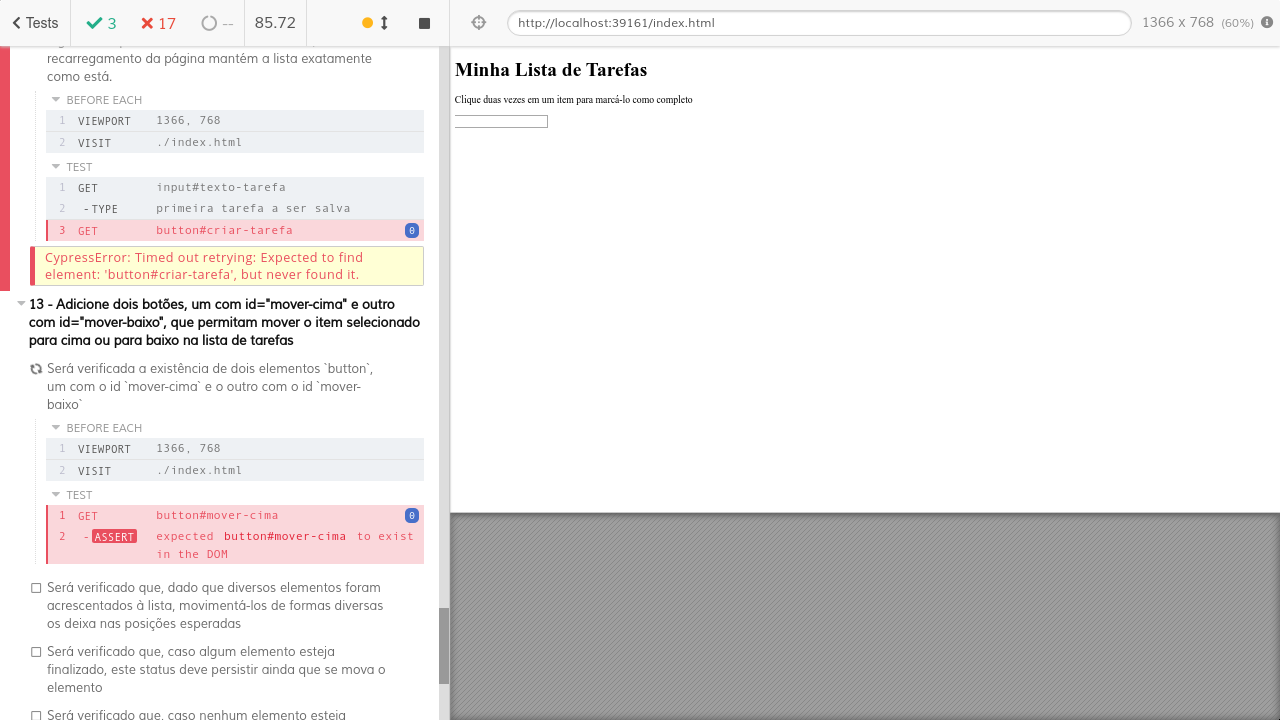 Tests
3
17
--
85.72
http://localhost:39161/index.html
1366 x 768 (60%)
recarregamento da página mantém a lista exatamente
como está.
BEFORE EACH
1 VIEWPORT 1366, 768
2 VISIT ./index.html
TEST
1 GET input#texto-tarefa
2 -TYPE primeira tarefa a ser salva
3 GET button#criar-tarefa 0
CypressError: Timed out retrying: Expected to find
element: 'button#criar-tarefa', but never found it.
13 - Adicione dois botões, um com id="mover-cima" e outro
com id="mover-baixo", que permitam mover o item selecionado
para cima ou para baixo na lista de tarefas
Será verificada a existência de dois elementos `button`,
um com o id `mover-cima` e o outro com o id `mover-
baixo`
BEFORE EACH
1 VIEWPORT 1366, 768
2 VISIT ./index.html
TEST
1 GET button#mover-cima 0
2 -ASSERT expected button#mover-cima to exist
in the DOM
Será verificado que, dado que diversos elementos foram
acrescentados à lista, movimentá-los de formas diversas
os deixa nas posições esperadas
Será verificado que, caso algum elemento esteja
finalizado, este status deve persistir ainda que se mova o
elemento
Será verificado que, caso nenhum elemento esteja
Minha Lista de Tarefas
Clique duas vezes em um item para marcá-lo como completo